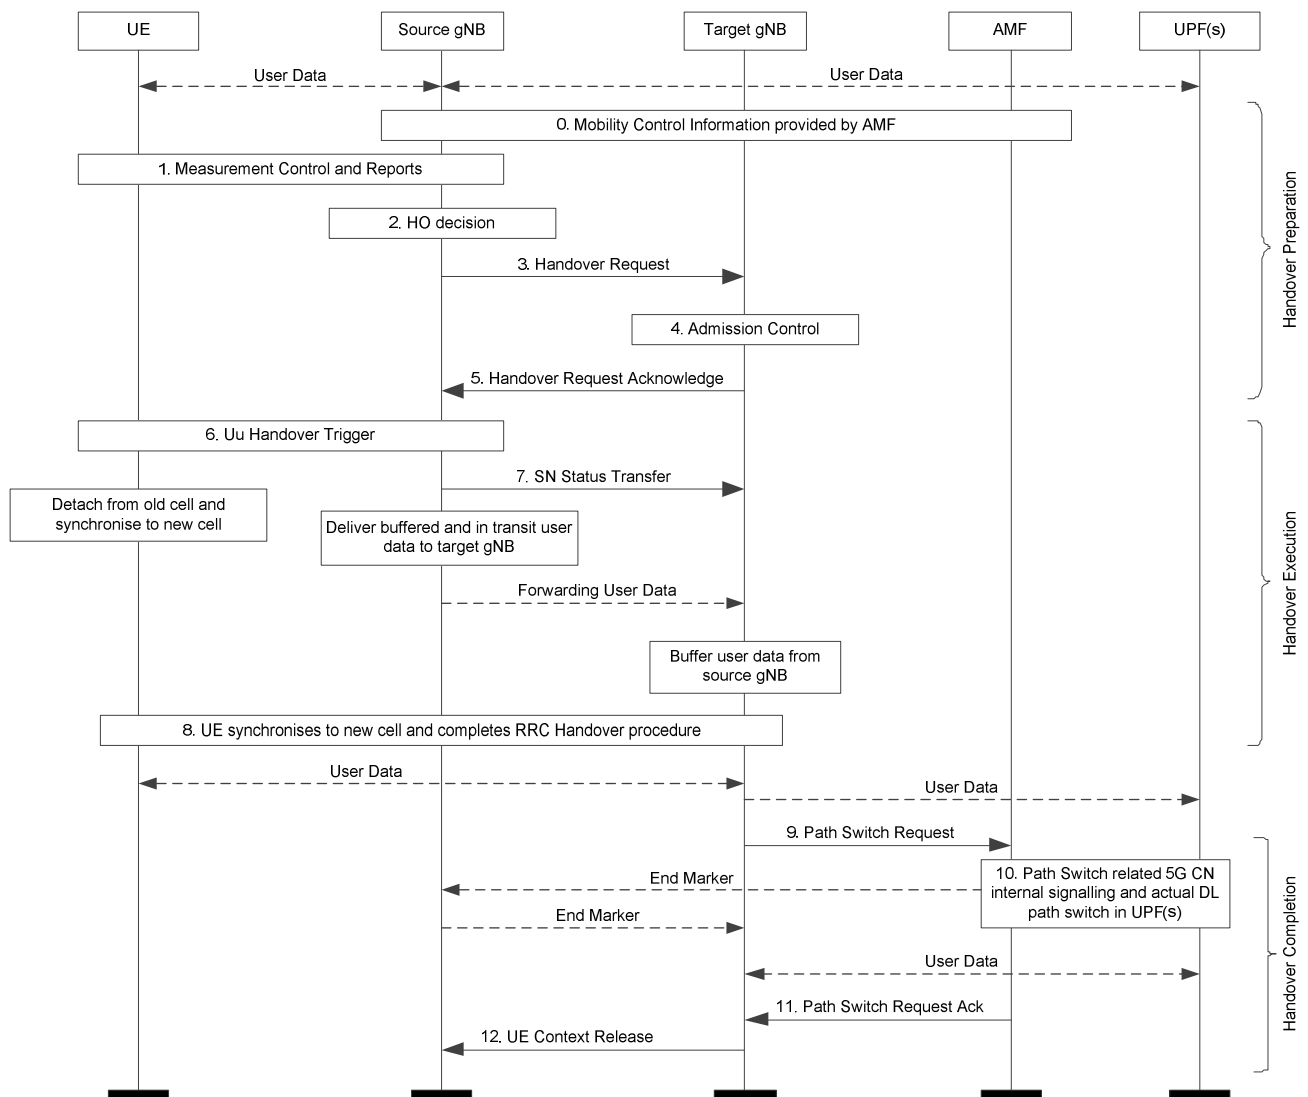 UE
Source gNB
Target gNB
AMF
UPF(s)
User Data
User Data
0. Mobility Control Information provided by AMF
1. Measurement Control and Reports
2. HO decision
3. Handover Request
4. Admission Control
5. Handover Request Acknowledge
Handover Preparation
6. Uu Handover Trigger
7. SN Status Transfer
Detach from old cell and
synchronise to new cell
Deliver buffered and in transit user
data to target gNB
Forwarding User Data
Buffer user data from
source gNB
8. UE synchronises to new cell and completes RRC Handover procedure
Handover Execution
User Data
User Data
9. Path Switch Request
10. Path Switch related 5G CN
internal signalling and actual DL
path switch in UPF(s)
End Marker
End Marker
User Data
11. Path Switch Request Ack
12. UE Context Release
Handover Completion